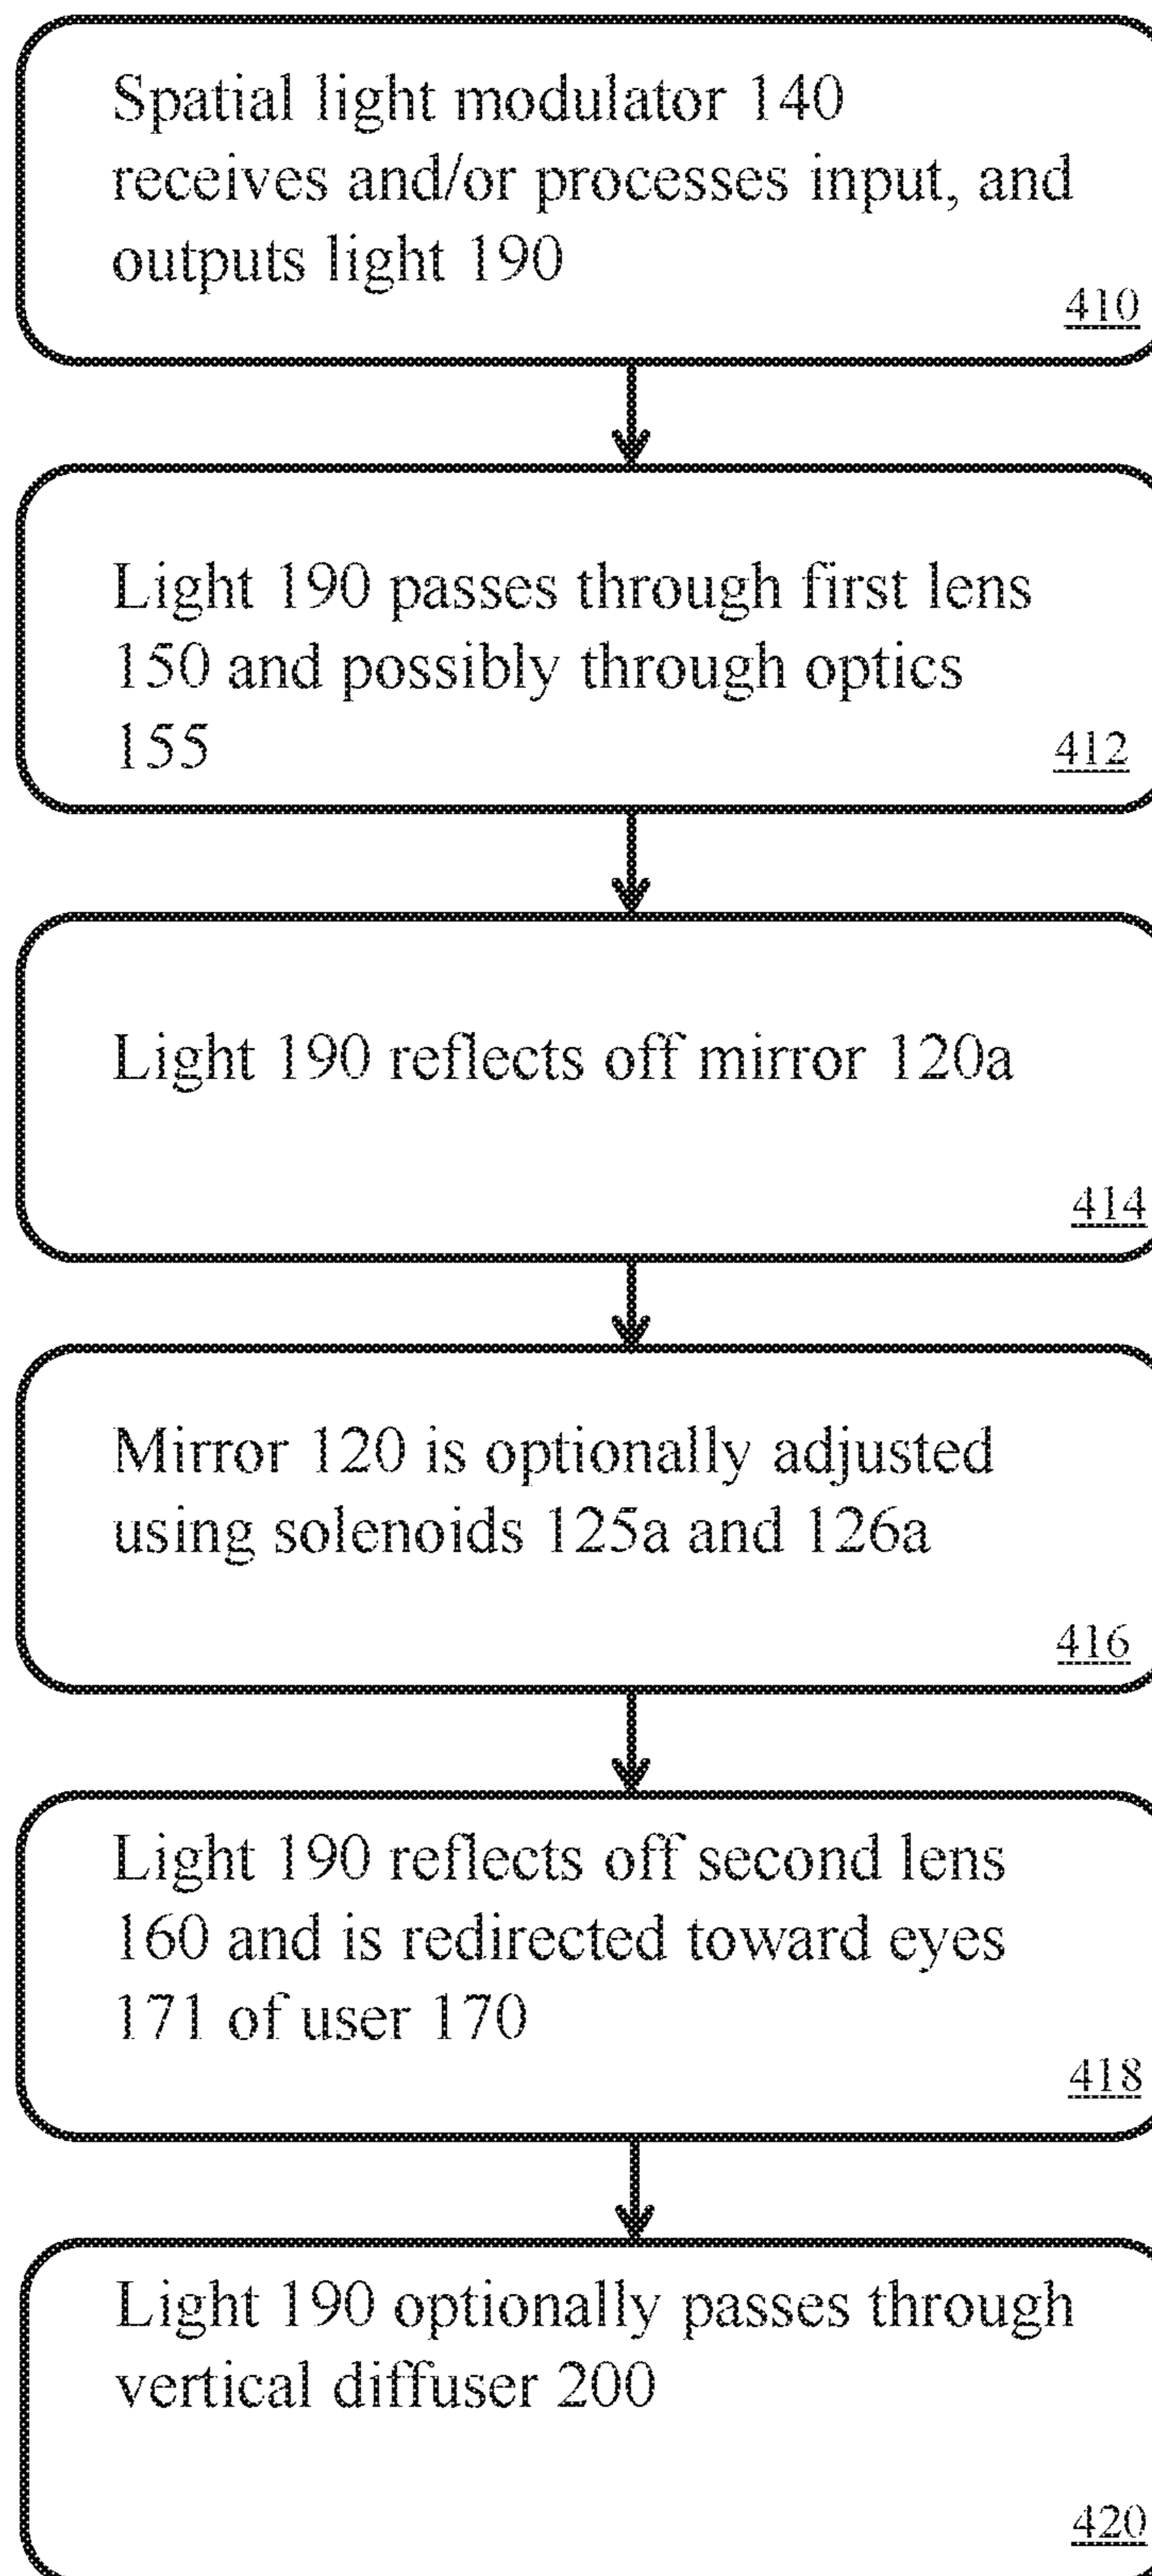 Spatial light modulator 140
receives and/or processes input, and
outputs light 190
410
Light 190 passes through first lens
150 and possibly through optics
155
412
Light 190 reflects off mirror 120a
414
Mirror 120 is optionally adjusted
using solenoids 125a and 126a
416
Light 190 reflects off second lens
160 and is redirected toward eyes
171 of user 170
418
Light 190 optionally passes through
vertical diffuser 200
420